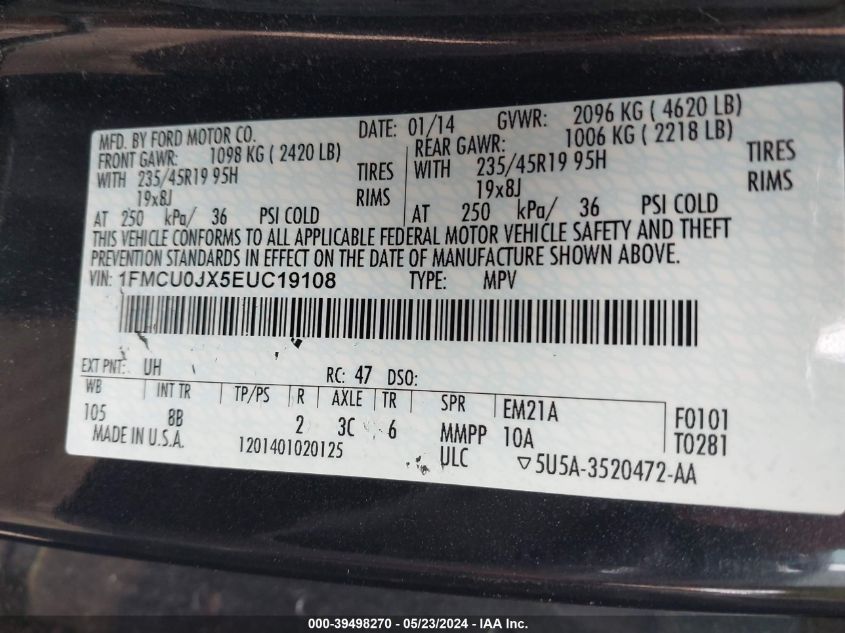 MFD. BY FORD MOTOR CO. DATE: 01/14 GVWR: 2096 KG ( 4620 LB)
FRONT GAWR: 1098 KG ( 2420 LB) REAR GAWR: 1006 KG ( 2218 LB)
WITH 235/45R19 95H TIRES WITH 235/45R19 95H TIRES
19x8J RIMS 19x8J RIMS
AT 250 kPa/ 36 PSI COLD AT 250 kPa/ 36 PSI COLD
THIS VEHICLE CONFORMS TO ALL APPLICABLE FEDERAL MOTOR VEHICLE SAFETY AND THEFT
PREVENTION STANDARDS IN EFFECT ON THE DATE OF MANUFACTURE SHOWN ABOVE.
VIN: 1FMCU0JX5EUC19108 TYPE: MPV
EXT PNT: UH RC: 47 DSO:
WB INT TR TP/PS R AXLE TR SPR EM21A F0101
105 8B 2 3C 6 MMPP 10A T0281
MADE IN U.S.A. 1201401020125 ULC ▽5U5A-3520472-AA
000-39498270 - 05/23/2024 - IAA Inc.